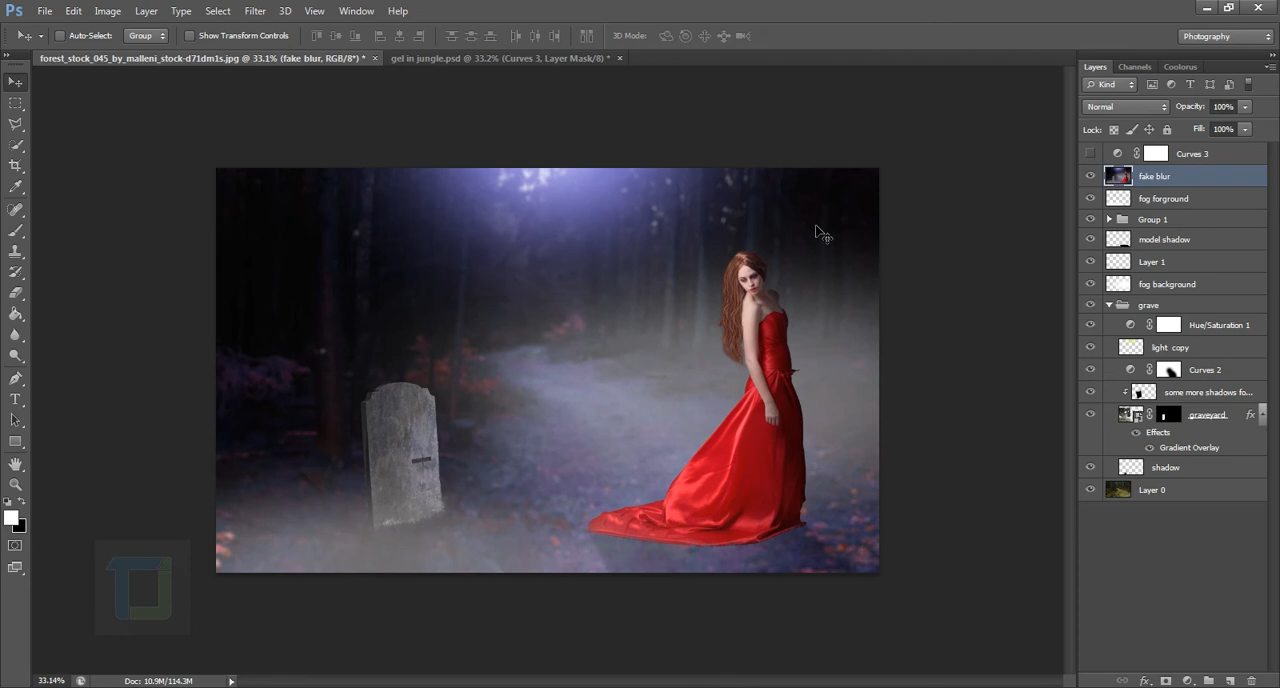 Ps File Edit Image Layer Type Select Filter 3D View Window Help
Auto-Select: Group Show Transform Controls 3D Mode: Photography
forest_stock_045_by_malleni_stock-d71dm1s.jpg @ 33.1% (fake blur, RGB/8*) * × gel in jungle.psd @ 33.2% (Curves 3, Layer Mask/8) * ×
Layers Channels Coolorus
Kind
Normal Opacity: 100%
Lock: Fill: 100%
Curves 3
fake blur
fog forground
Group 1
model shadow
Layer 1
fog background
grave
Hue/Saturation 1
light copy
Curves 2
some more shadows fo...
graveyard fx
Effects
Gradient Overlay
shadow
Layer 0
33.14% Doc: 10.9M/114.3M